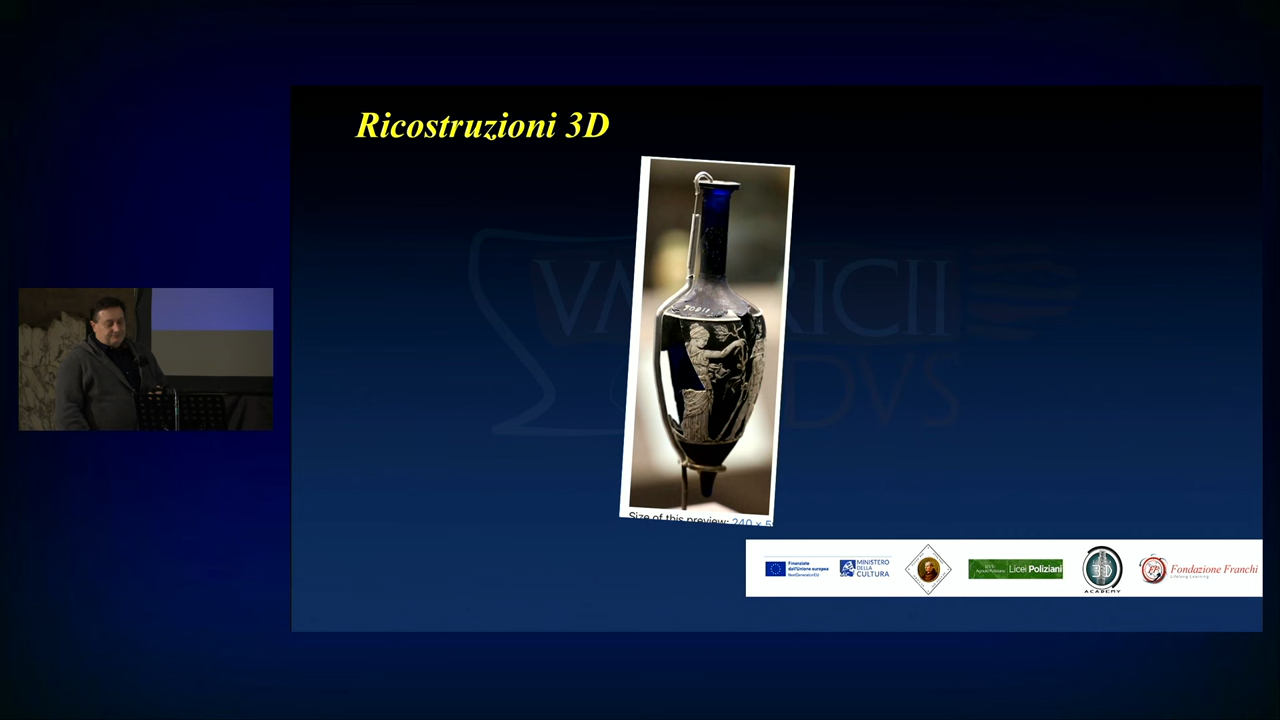 Ricostruzioni 3D
Size of this preview: 240 ×
Finanziato
dall'Unione europea
NextGenerationEU
MINISTERO
DELLA
CULTURA
Licei Poliziani
3D
ACADEMY
Fondazione Franchi
Lifelong Learning